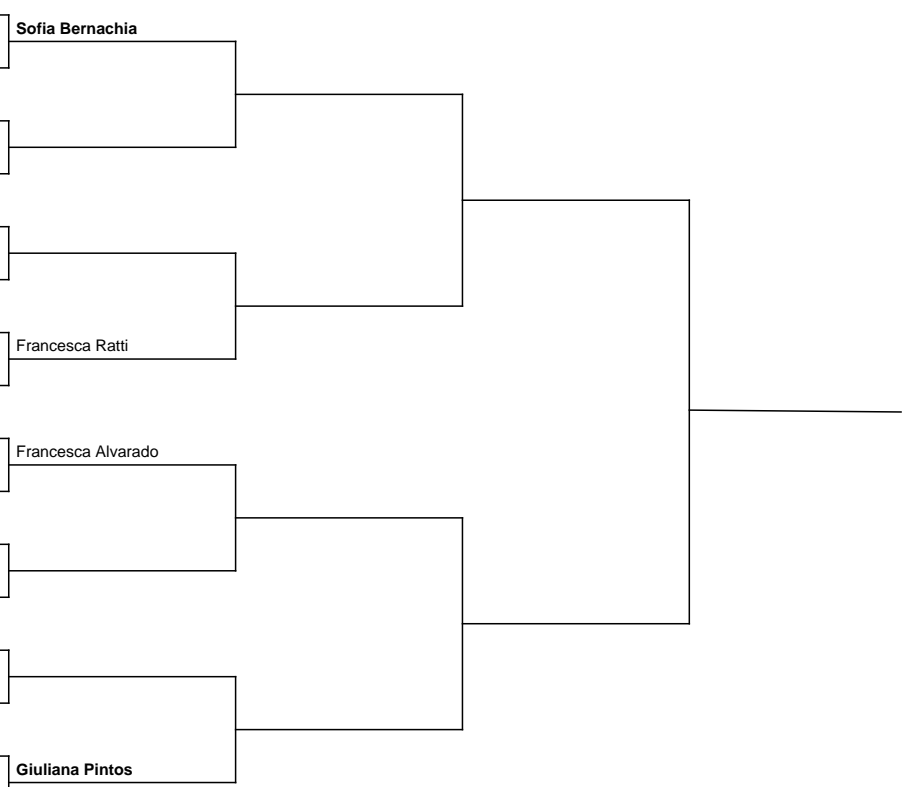 Sofia Bernachia
Francesca Ratti
Francesca Alvarado
Giuliana Pintos